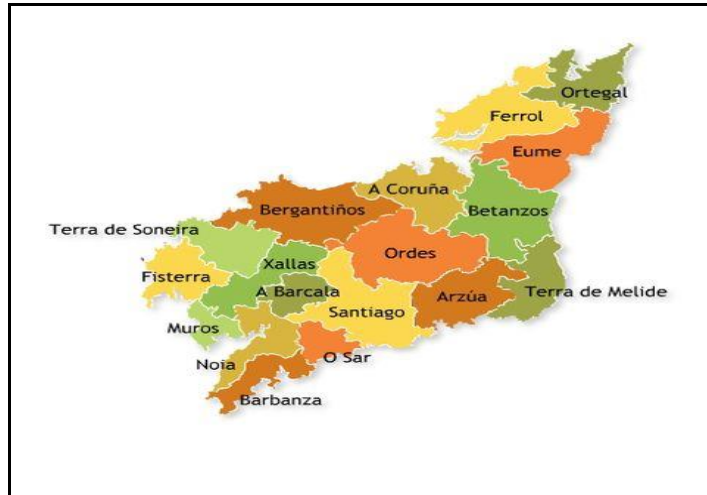 Ortegal
Ferrol
Eume
A Coruña
Bergantiños
Betanzos
Terra de Soneira
Ordes
Xallas
Fisterra
A Barcala
Arzúa
Terra de Melide
Santiago
Muros
O Sar
Noia
Barbanza